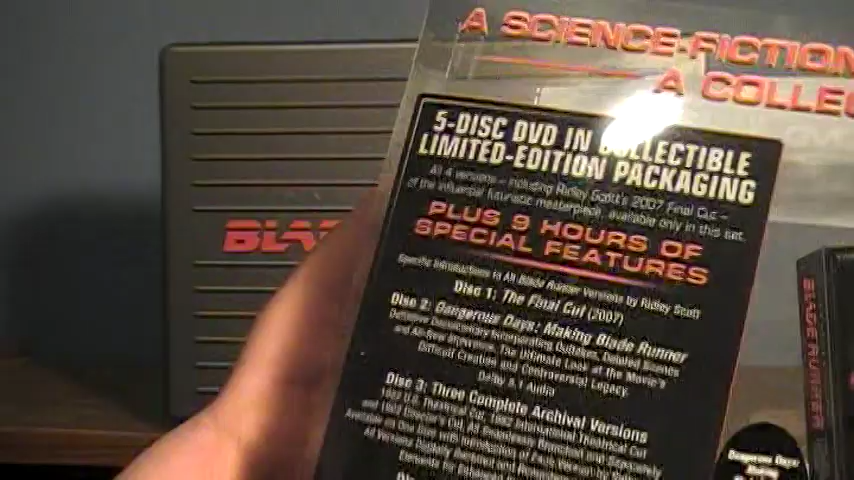 A SCIENCE-FICTION
A COLLEC
5-DISC DVD IN COLLECTIBLE
LIMITED-EDITION PACKAGING
All 4 versions – including Ridley Scott's 2007 Final Cut –
of the influential futuristic masterpiece, available only in this set.
PLUS 9 HOURS OF
SPECIAL FEATURES
Specific Introductions to All Blade Runner Versions by Ridley Scott
Disc 1: The Final Cut (2007)
Disc 2: Dangerous Days: Making Blade Runner
Definitive Documentary Incorporating Outtakes, Deleted Scenes
and All-New Interviews. The Ultimate Look at the Movie's
Difficult Creation and Controversial Legacy.
Dolby 5.1 Audio
Disc 3: Three Complete Archival Versions
1982 U.S. Theatrical Cut, 1982 International Theatrical Cut
BLADE
BLADE RUNNER
Dangerous Days:
Making